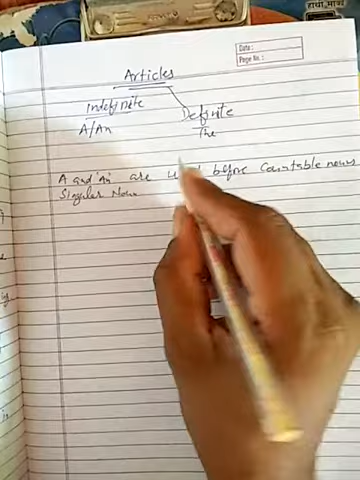 Date :
Page No. :
Articles
Indefinite
Definite
A/An
The
A and 'An' are before Countable nouns
Singular Noun